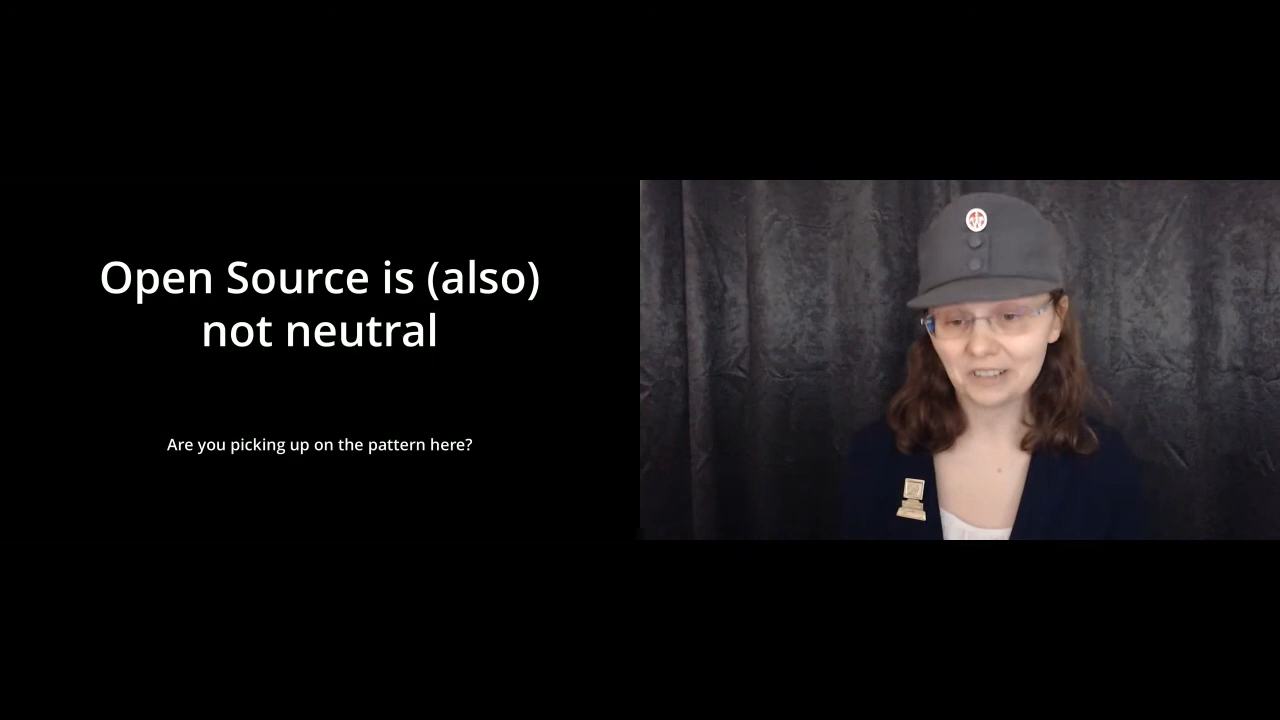 Open Source is (also)
not neutral
Are you picking up on the pattern here?